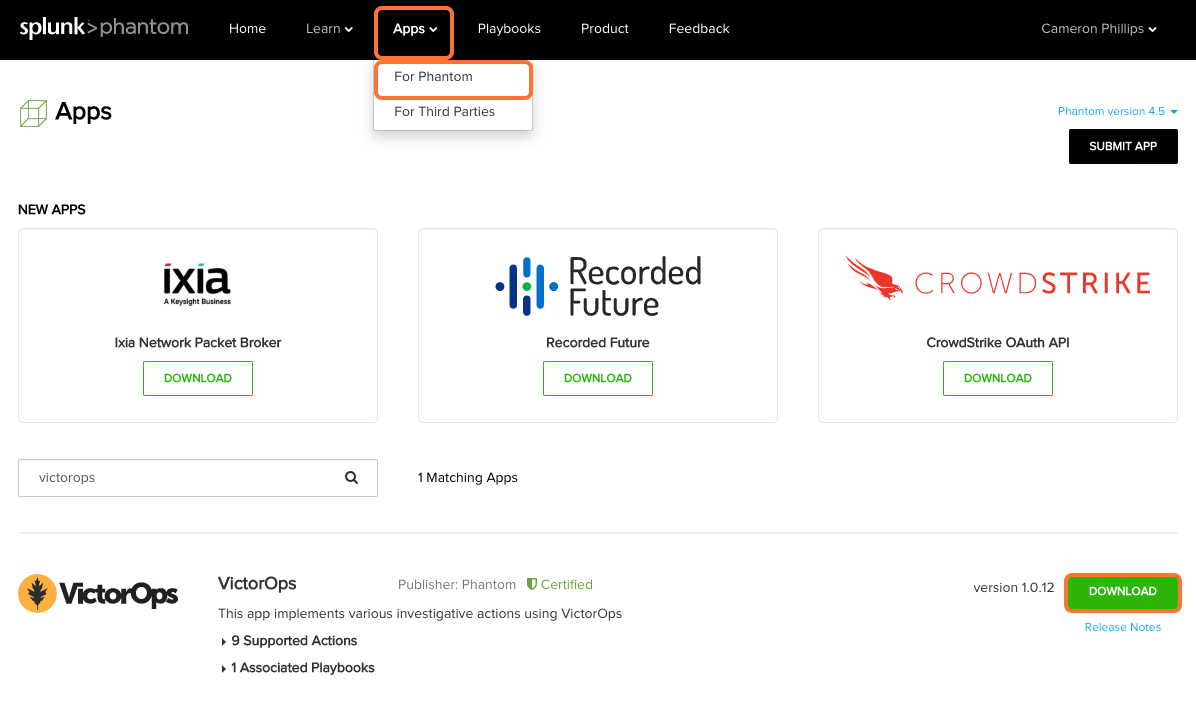 splunk>phantom Home Learn Apps Playbooks Product Feedback Cameron Phillips
For Phantom
For Third Parties
Apps
Phantom version 4.5
SUBMIT APP
NEW APPS
ixia
A Keysight Business
Ixia Network Packet Broker
DOWNLOAD
Recorded
Future
Recorded Future
DOWNLOAD
CROWDSTRIKE
CrowdStrike OAuth API
DOWNLOAD
victorops
1 Matching Apps
VictorOps
VictorOps Publisher: Phantom Certified
This app implements various investigative actions using VictorOps
9 Supported Actions
1 Associated Playbooks
version 1.0.12 DOWNLOAD
Release Notes